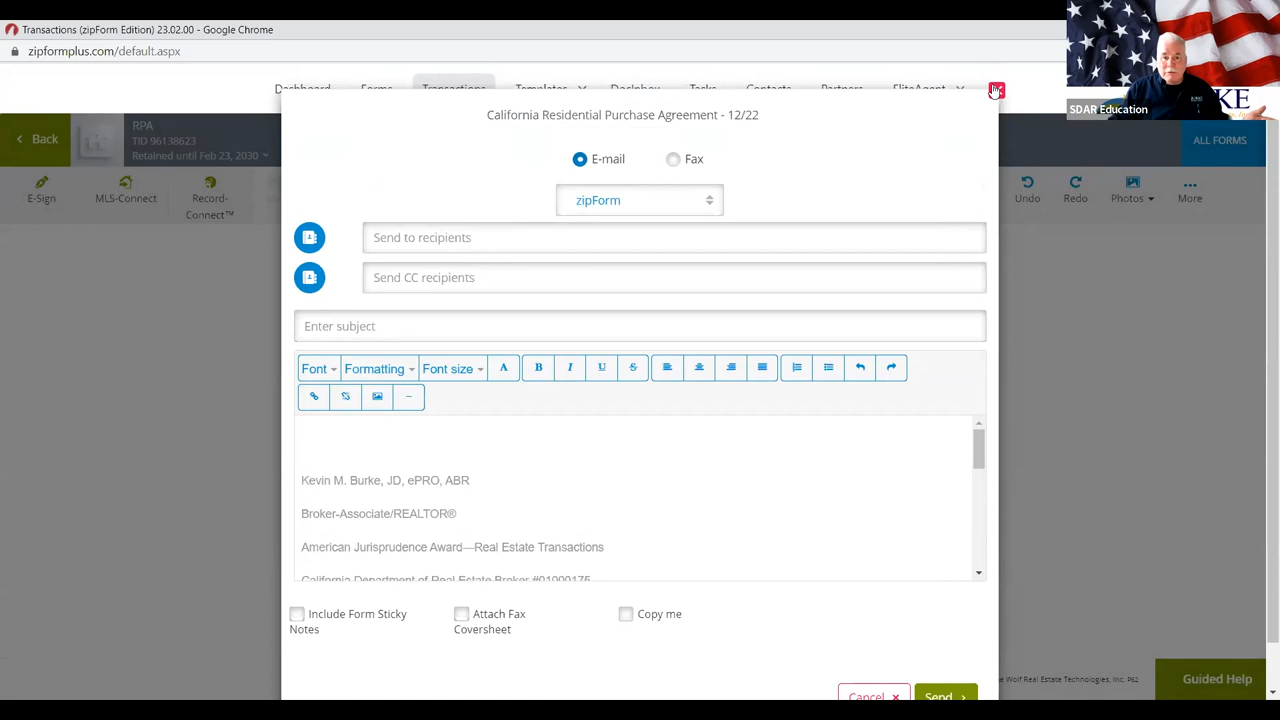 Transactions (zipForm Edition) 23.02.00 - Google Chrome
zipformplus.com/default.aspx
SDAR Education
KE
Dashboard Forms Transactions Templates Docinbox Tasks Contacts Partners EliteAgent
California Residential Purchase Agreement - 12/22
Back
RPA
TID 96138623
Retained until Feb 23, 2030
ALL FORMS
E-mail Fax
E-Sign MLS-Connect Record-Connect™ Undo Redo Photos More
zipForm
Send to recipients
Send CC recipients
Enter subject
Font Formatting Font size A B I U S
Kevin M. Burke, JD, ePRO, ABR
Broker-Associate/REALTOR®
American Jurisprudence Award—Real Estate Transactions
California Department of Real Estate Broker #01000175
Include Form Sticky Notes
Attach Fax Coversheet
Copy me
Wolf Real Estate Technologies, Inc. P62
Guided Help
Cancel x Send